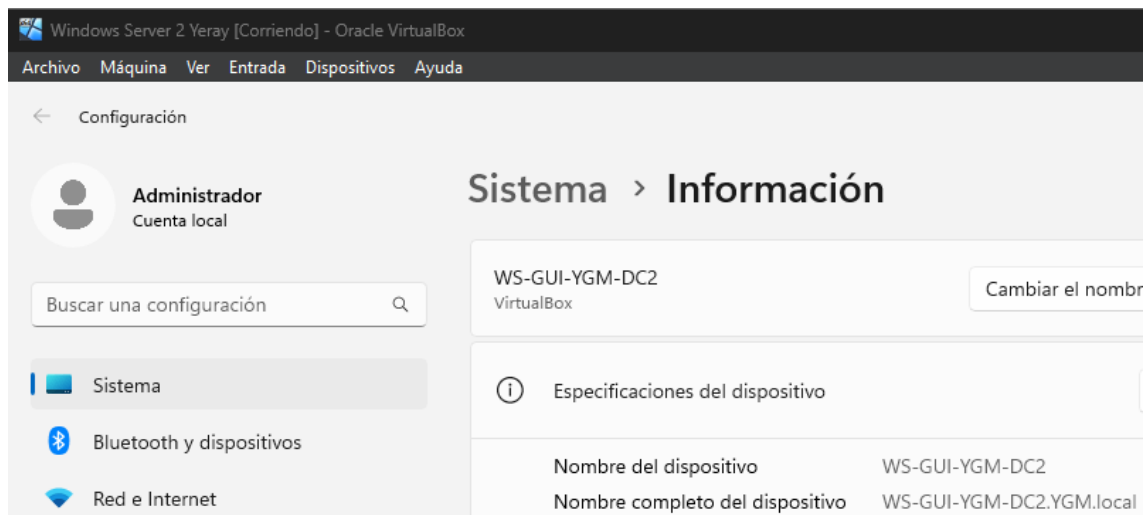 Windows Server 2 Yeray [Corriendo] - Oracle VirtualBox
Archivo Máquina Ver Entrada Dispositivos Ayuda
Configuración
Administrador
Cuenta local
Buscar una configuración
Sistema
Bluetooth y dispositivos
Red e Internet
Sistema > Información
WS-GUI-YGM-DC2
VirtualBox
Cambiar el nombr
Especificaciones del dispositivo
Nombre del dispositivo WS-GUI-YGM-DC2
Nombre completo del dispositivo WS-GUI-YGM-DC2.YGM.local